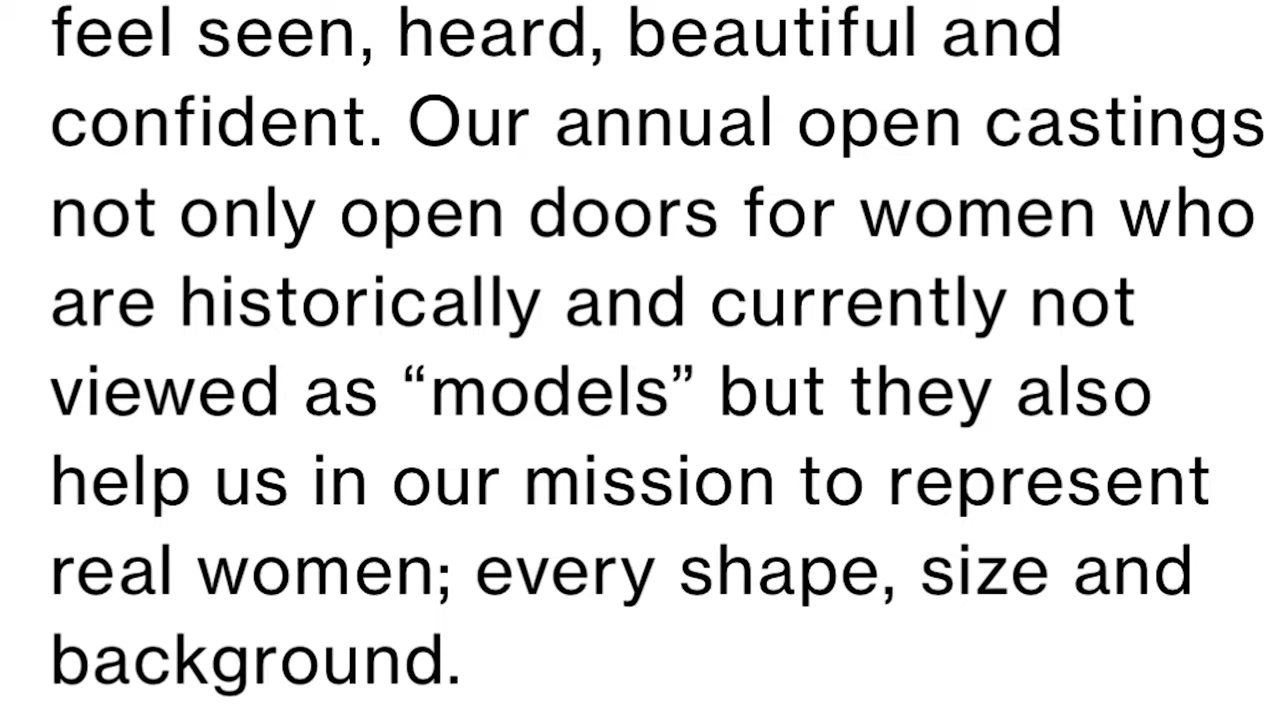 feel seen, heard, beautiful and
confident. Our annual open castings
not only open doors for women who
are historically and currently not
viewed as “models” but they also
help us in our mission to represent
real women; every shape, size and
background.